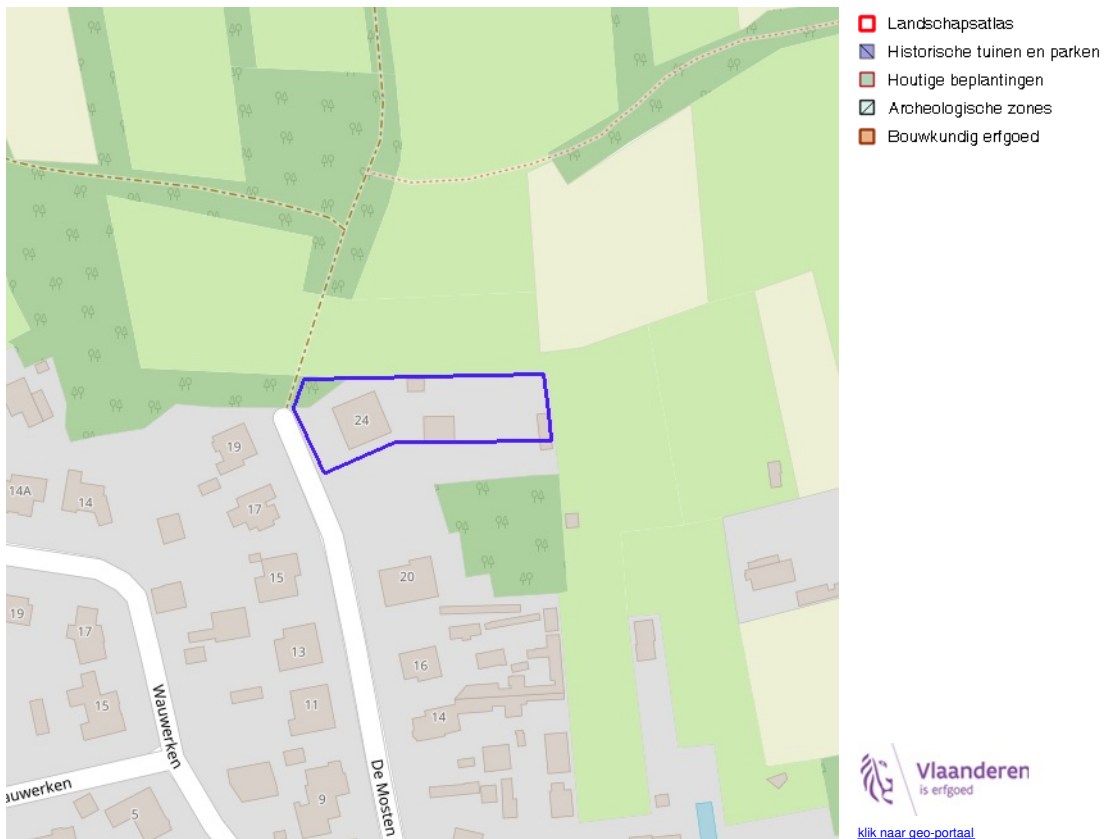 Landschapsatlas
Historische tuinen en parken
Houtige beplantingen
Archeologische zones
Bouwkundig erfgoed
24
19
14A
14
17
15
20
19
17
13
16
15
11
14
Wauwerken
De Mosten
9
auwerken
5
Vlaanderen
is erfgoed
klik naar geo-portaal